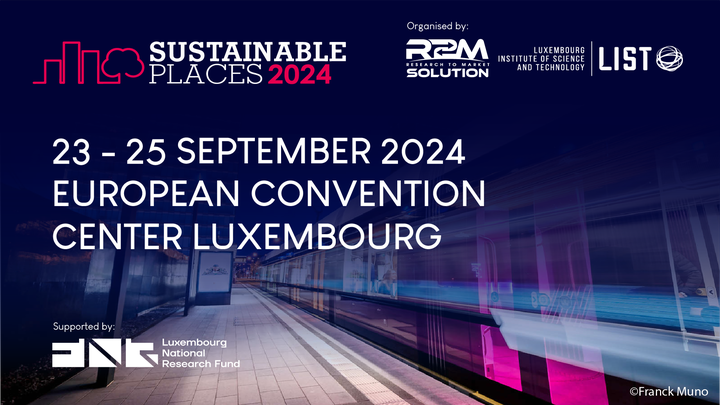 SUSTAINABLE
PLACES 2024
Organised by:
R2M
RESEARCH TO MARKET
SOLUTION
LUXEMBOURG
INSTITUTE OF SCIENCE
AND TECHNOLOGY
LIST
23 – 25 SEPTEMBER 2024
EUROPEAN CONVENTION
CENTER LUXEMBOURG
Supported by:
FNR
Luxembourg
National
Research Fund
©Franck Muno